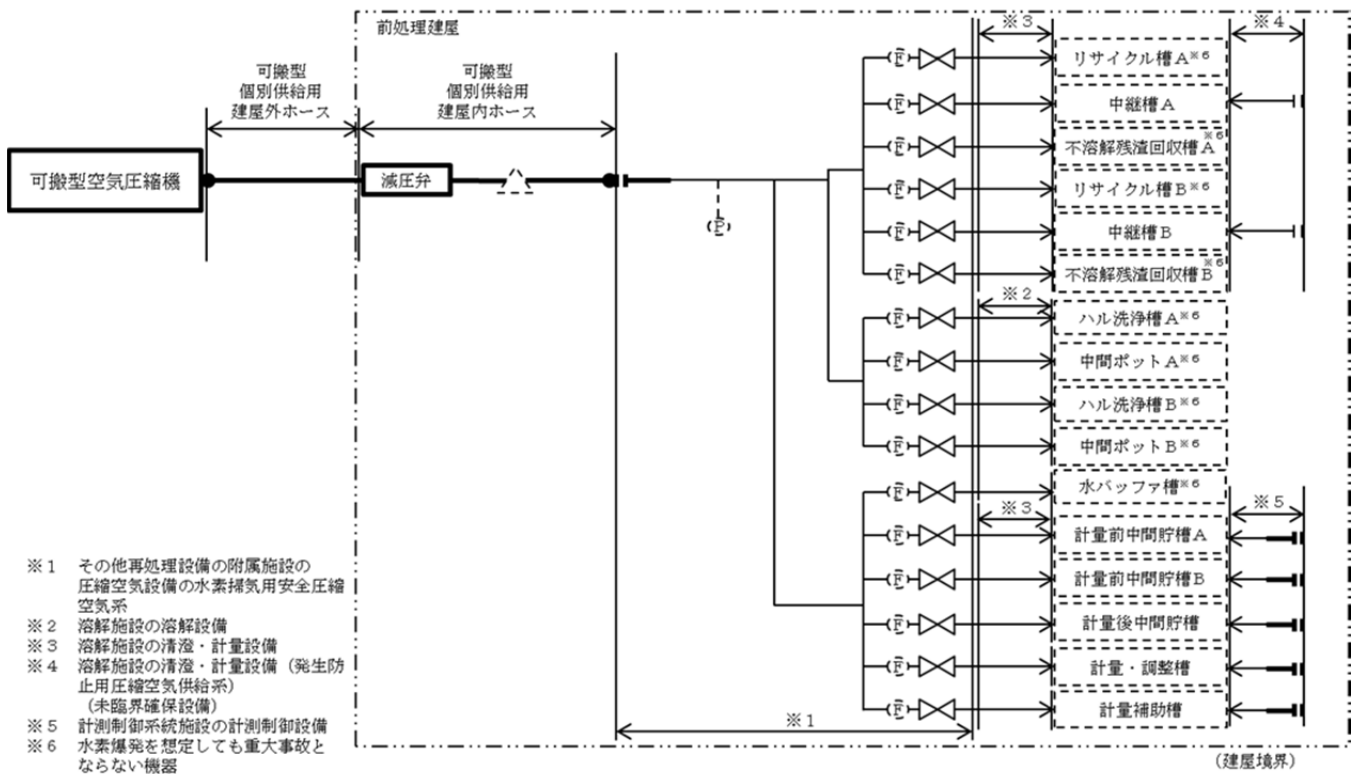 前処理建屋
可搬型
個別供給用
建屋外ホース
可搬型
個別供給用
建屋内ホース
可搬型空気圧縮機
減圧弁
P
※3
※4
F
リサイクル槽A※6
F
中継槽A
F
不溶解残渣回収槽A※6
F
リサイクル槽B※6
F
中継槽B
F
不溶解残渣回収槽B※6
※2
F
ハル洗浄槽A※6
F
中間ポットA※6
F
ハル洗浄槽B※6
F
中間ポットB※6
F
水バッファ槽※6
※3
※5
F
計量前中間貯槽A
F
計量前中間貯槽B
F
計量後中間貯槽
F
計量・調整槽
F
計量補助槽
※1
(建屋境界)
※1 その他再処理設備の附属施設の
圧縮空気設備の水素掃気用安全圧縮
空気系
※2 溶解施設の溶解設備
※3 溶解施設の清澄・計量設備
※4 溶解施設の清澄・計量設備(発生防
止用圧縮空気供給系)
(未臨界確保設備)
※5 計測制御系統施設の計測制御設備
※6 水素爆発を想定しても重大事故と
ならない機器